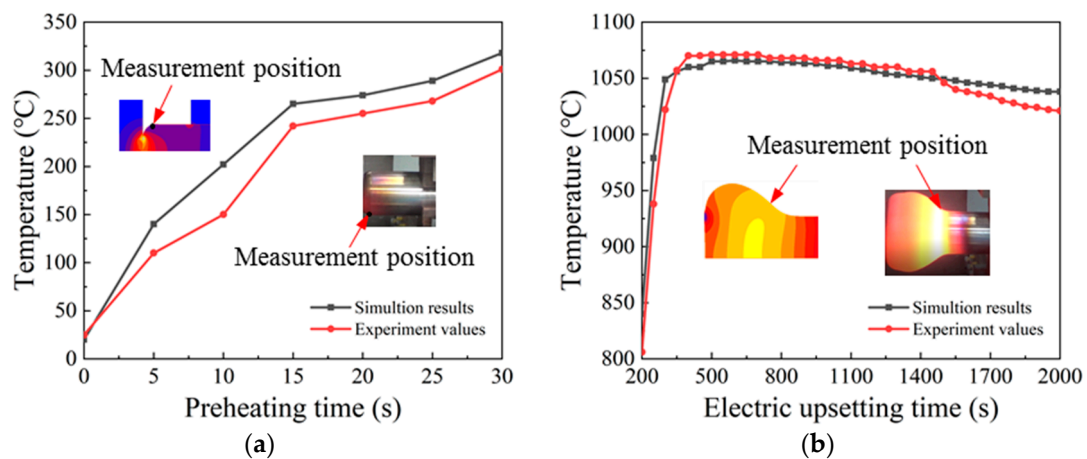 350
300
250
200
150
100
50
0
Temperature (°C)
Measurement position
Measurement position
Simultion results
Experiment values
0 5 10 15 20 25 30
Preheating time (s)
(a)
1100
1050
1000
950
900
850
800
Temperature (°C)
Measurement position
Simultion results
Experiment values
200 500 800 1100 1400 1700 2000
Electric upsetting time (s)
(b)